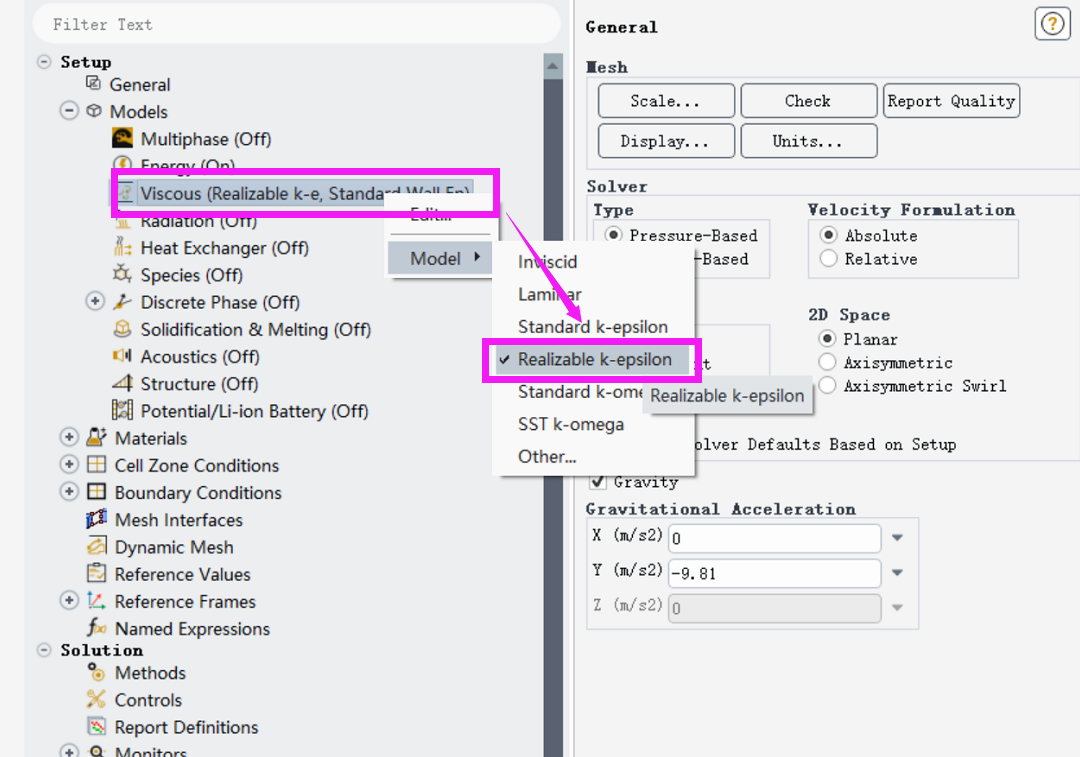 Filter Text
Setup
General
Models
Multiphase (Off)
Energy (On)
Viscous (Realizable k-e, Standard Wall Fn)
Radiation (Off)
Heat Exchanger (Off)
Species (Off)
Discrete Phase (Off)
Solidification & Melting (Off)
Acoustics (Off)
Structure (Off)
Potential/Li-ion Battery (Off)
Materials
Cell Zone Conditions
Boundary Conditions
Mesh Interfaces
Dynamic Mesh
Reference Values
Reference Frames
Named Expressions
Solution
Methods
Controls
Report Definitions
Monitors
Edit...
Model
Inviscid
Laminar
Standard k-epsilon
Realizable k-epsilon
Standard k-ome
SST k-omega
Other...
Realizable k-epsilon
General
Mesh
Scale... Check Report Quality
Display... Units...
Solver
Type Velocity Formulation
Pressure-Based Absolute
-Based Relative
2D Space
Planar
Axisymmetric
Axisymmetric Swirl
olver Defaults Based on Setup
Gravity
Gravitational Acceleration
X (m/s2) 0
Y (m/s2) -9.81
Z (m/s2) 0